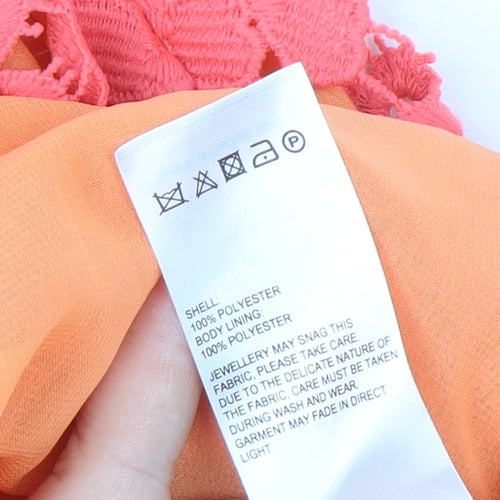 P
SHELL:
100% POLYESTER
BODY LINING:
100% POLYESTER
JEWELLERY MAY SNAG THIS
FABRIC. PLEASE TAKE CARE.
DUE TO THE DELICATE NATURE OF
THE FABRIC, CARE MUST BE TAKEN
DURING WASH AND WEAR.
GARMENT MAY FADE IN DIRECT
LIGHT.